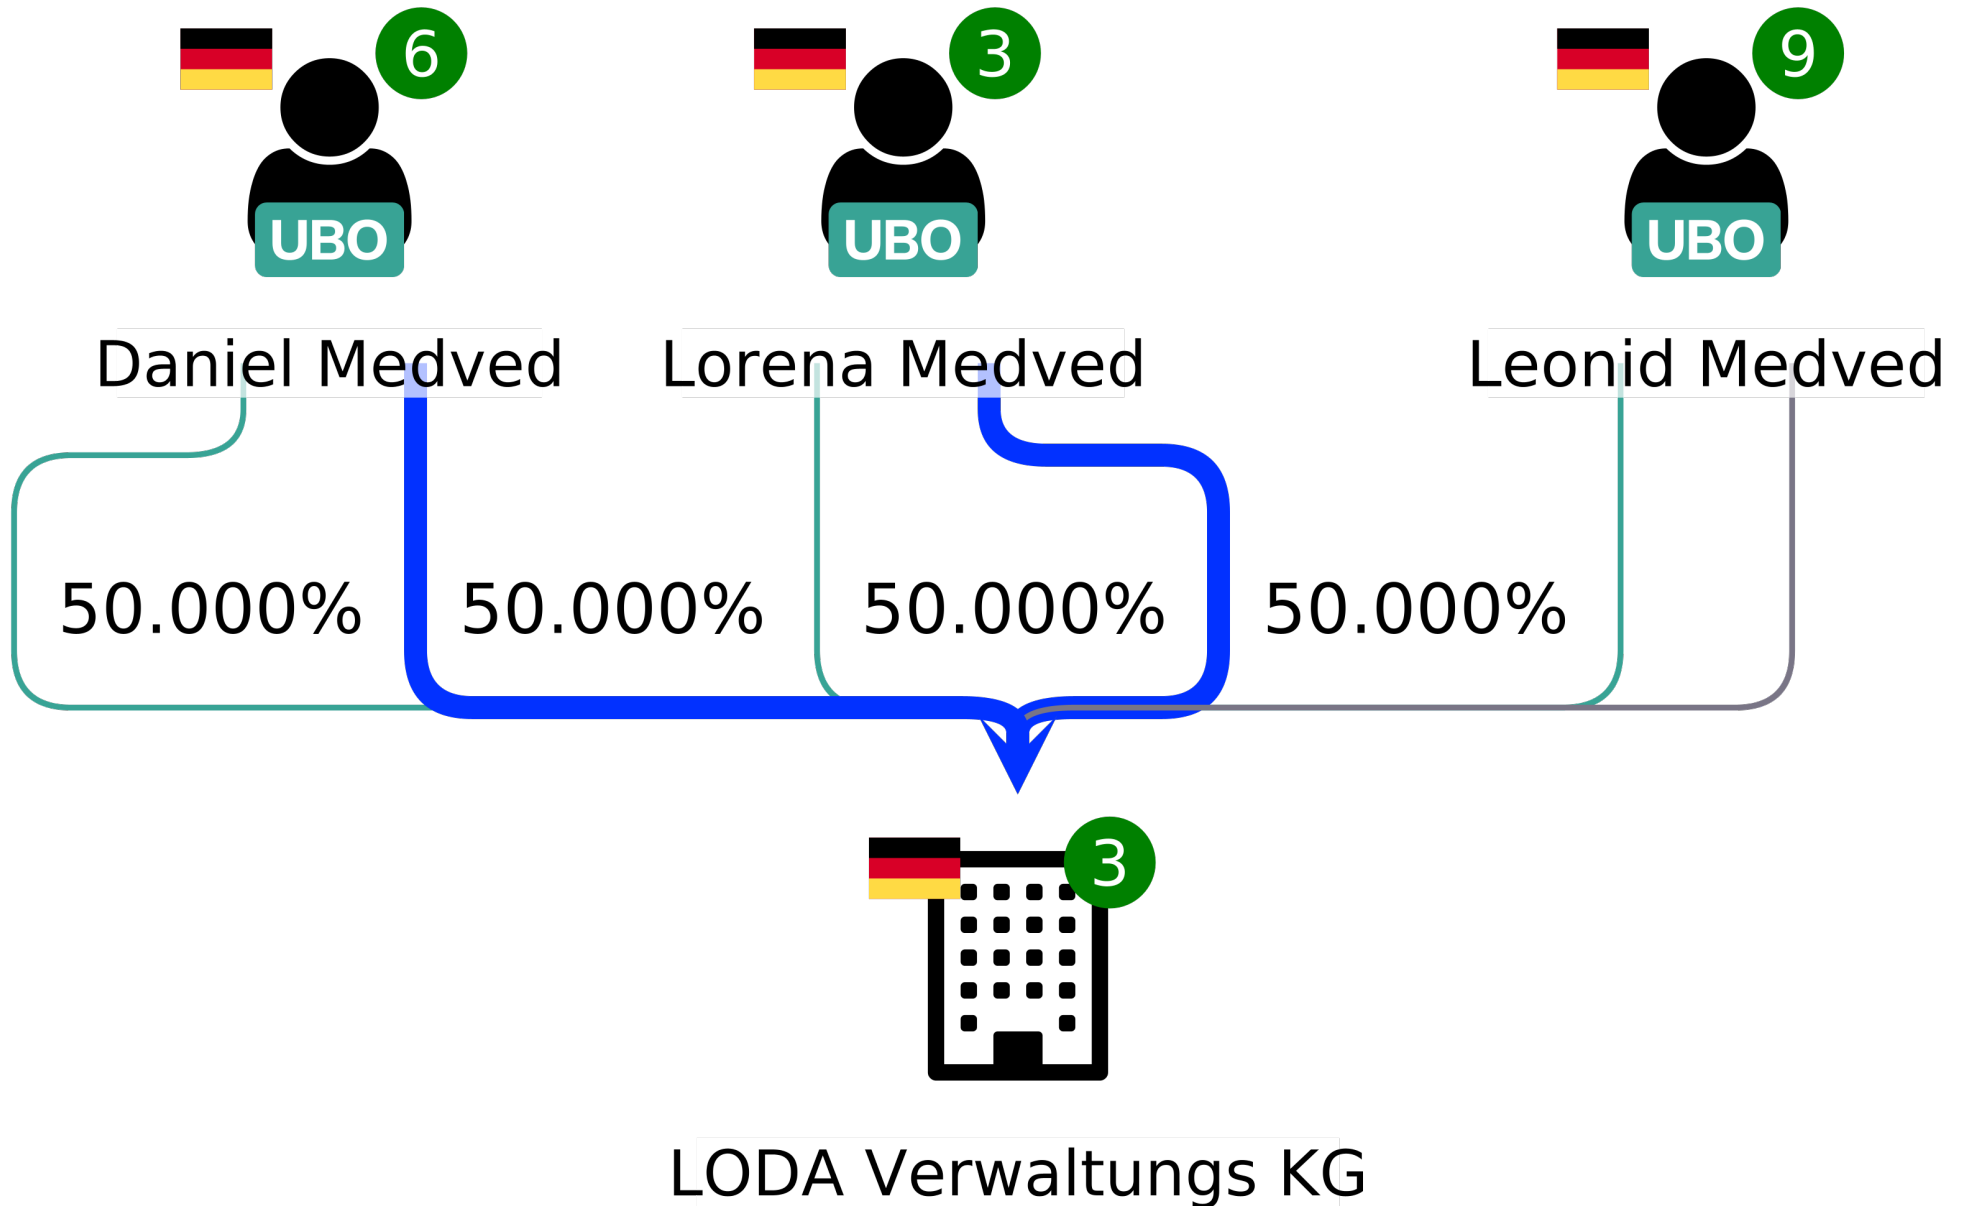 6 3 9
UBO UBO UBO
Daniel Medved Lorena Medved Leonid Medved
50.000% 50.000% 50.000% 50.000%
3
LODA Verwaltungs KG